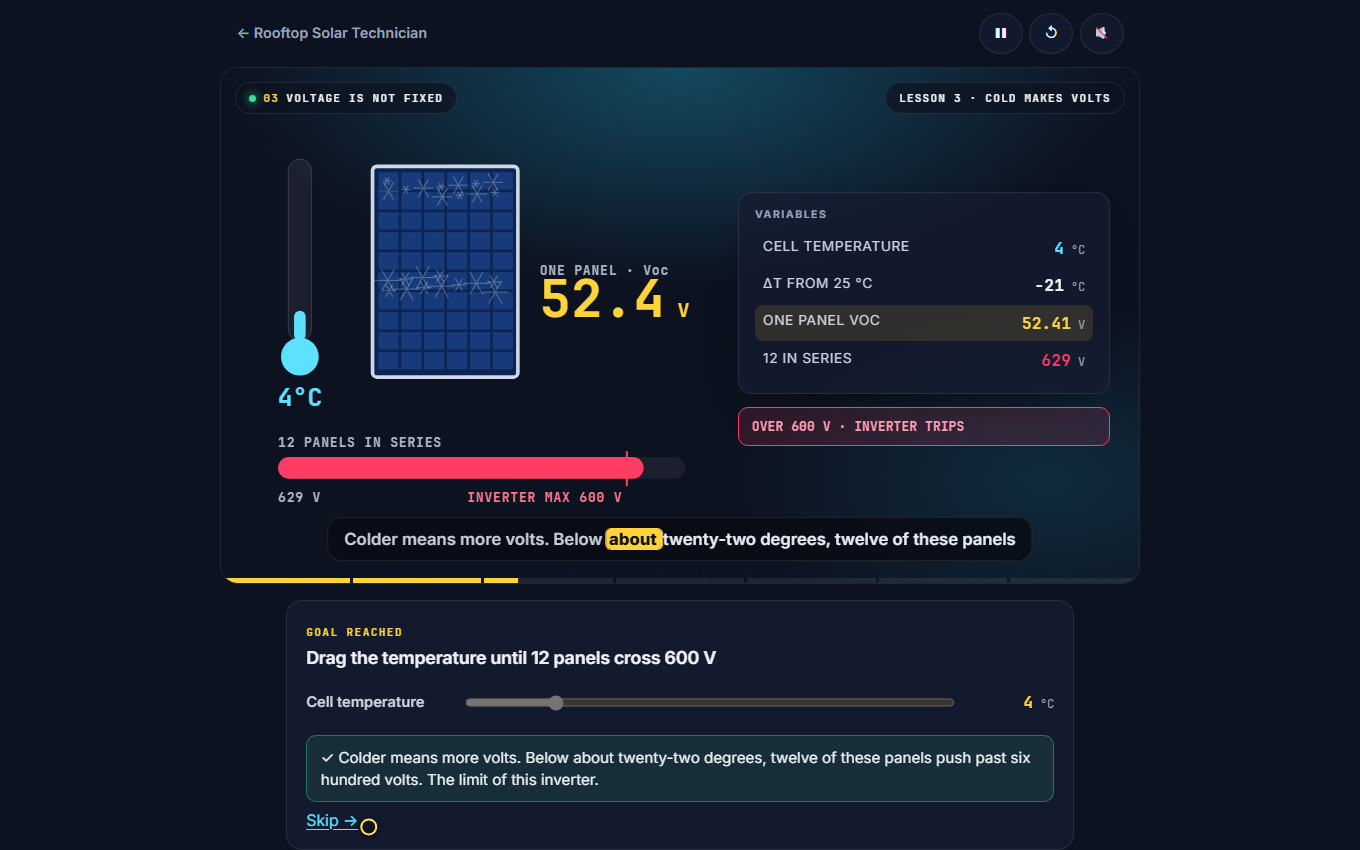 ← Rooftop Solar Technician
03 VOLTAGE IS NOT FIXED
LESSON 3 · COLD MAKES VOLTS
ONE PANEL · Voc
52.4 V
4°C
VARIABLES
CELL TEMPERATURE 4 °C
ΔT FROM 25 °C -21 °C
ONE PANEL VOC 52.41 V
12 IN SERIES 629 V
OVER 600 V · INVERTER TRIPS
12 PANELS IN SERIES
629 V INVERTER MAX 600 V
Colder means more volts. Below about twenty-two degrees, twelve of these panels
GOAL REACHED
Drag the temperature until 12 panels cross 600 V
Cell temperature 4 °C
✓ Colder means more volts. Below about twenty-two degrees, twelve of these panels push past six
hundred volts. The limit of this inverter.
Skip →